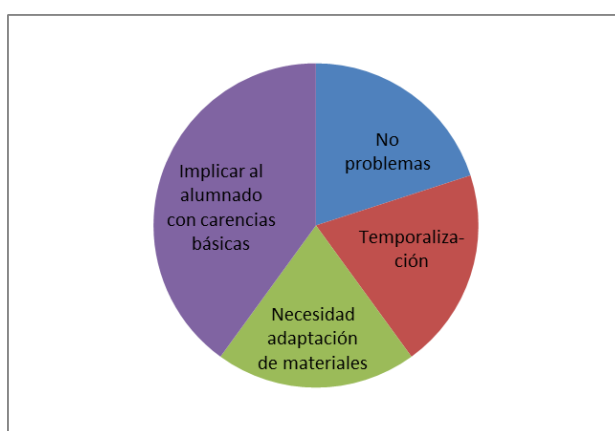 No
problemas
Implicar al
alumnado
con carencias
básicas
Temporaliza-
ción
Necesidad
adaptación
de materiales